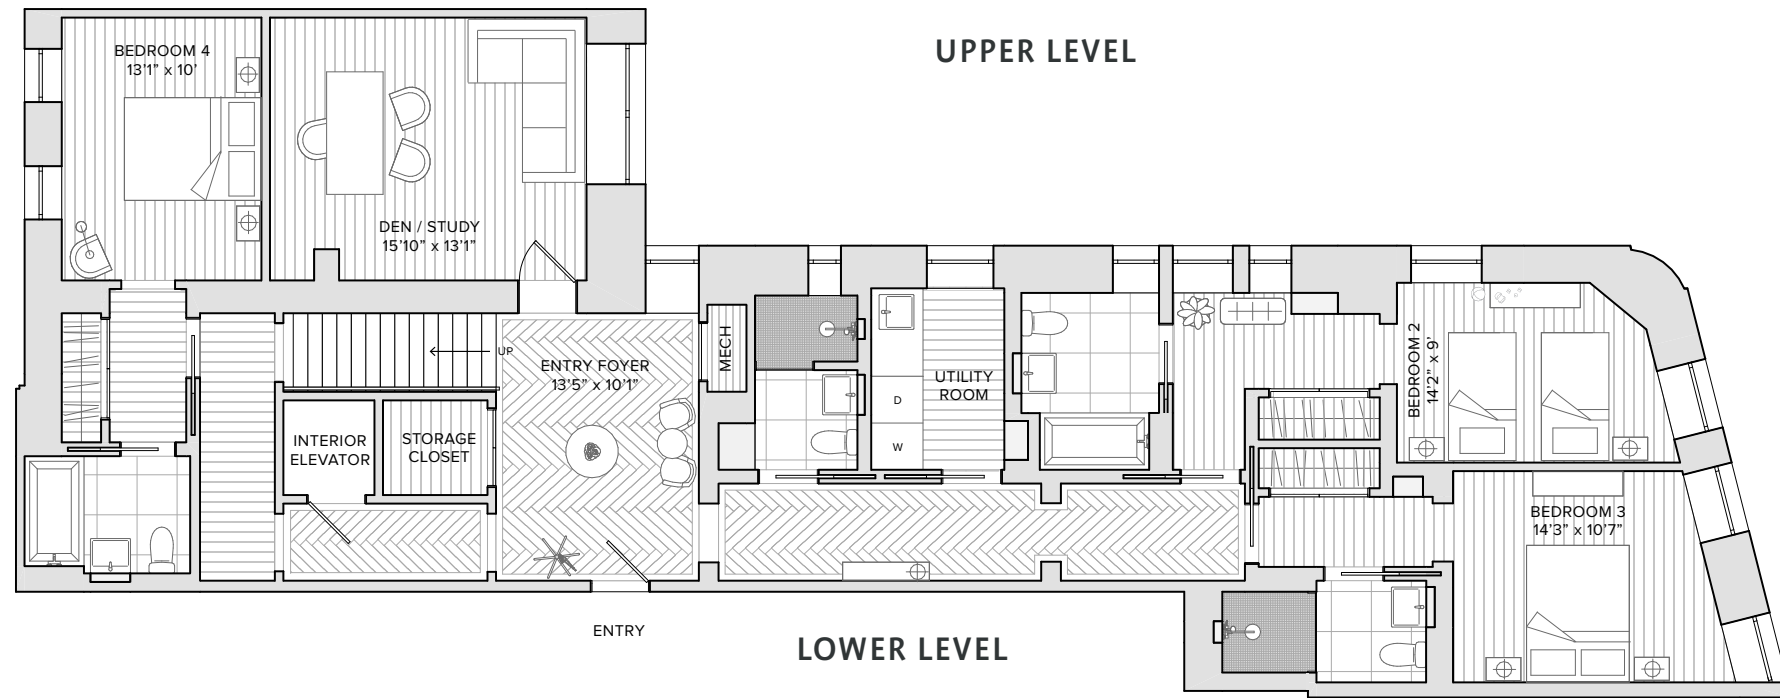 UPPER LEVEL
BEDROOM 4
13'1" x 10'
DEN / STUDY
15'10" x 13'1"
UP
ENTRY FOYER
13'5" x 10'1"
MECH
UTILITY
ROOM
D
W
BEDROOM 2
14'2" x 9'
INTERIOR
ELEVATOR
STORAGE
CLOSET
BEDROOM 3
14'3" x 10'7"
ENTRY
LOWER LEVEL